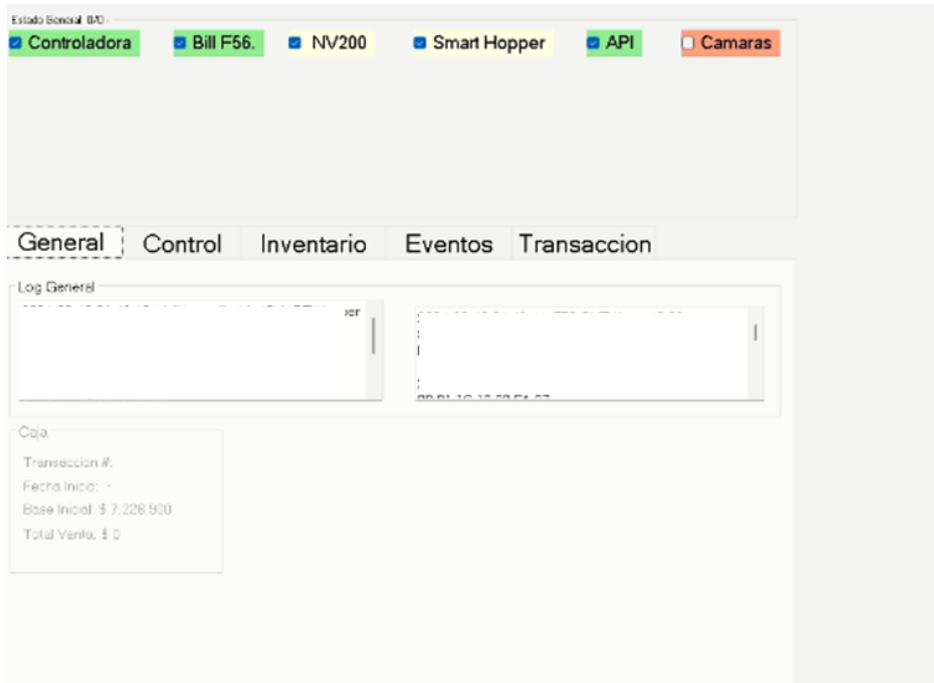 Estado General
Controladora Bill F56. NV200 Smart Hopper API Camaras
General Control Inventario Eventos Transaccion
Log General
Caja
Transaccion #:
Fecha Inicio: -
Base Inicial: $ 7.228.900
Total Venta: $ 0